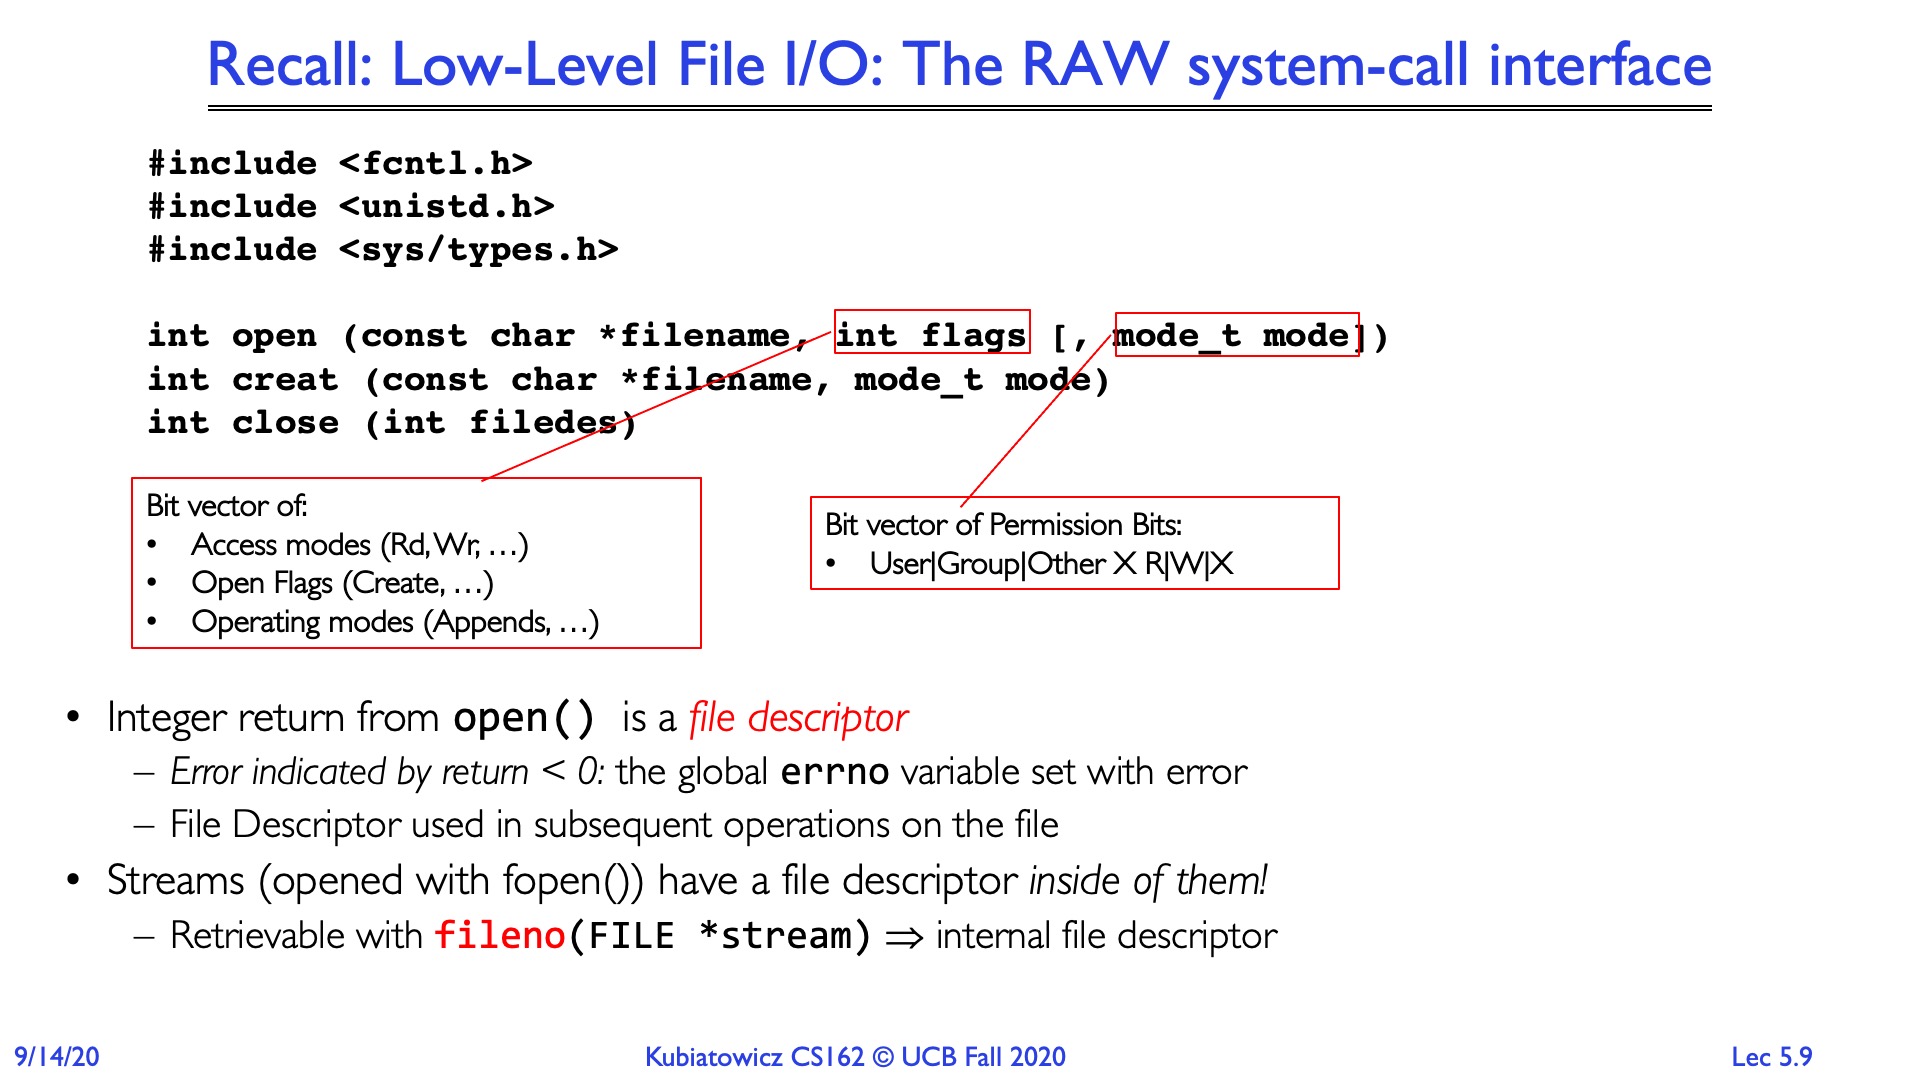 Recall: Low-Level File I/O: The RAW system-call interface
#include <fcntl.h>
#include <unistd.h>
#include <sys/types.h>
int open (const char *filename, int flags [, mode_t mode])
int creat (const char *filename, mode_t mode)
int close (int filedes)
Bit vector of:
• Access modes (Rd, Wr, …)
• Open Flags (Create, …)
• Operating modes (Appends, …)
Bit vector of Permission Bits:
• User|Group|Other X R|W|X
• Integer return from open() is a file descriptor
– Error indicated by return < 0: the global errno variable set with error
– File Descriptor used in subsequent operations on the file
• Streams (opened with fopen()) have a file descriptor inside of them!
– Retrievable with fileno(FILE *stream) ⇒ internal file descriptor
9/14/20
Kubiatowicz CS162 © UCB Fall 2020
Lec 5.9